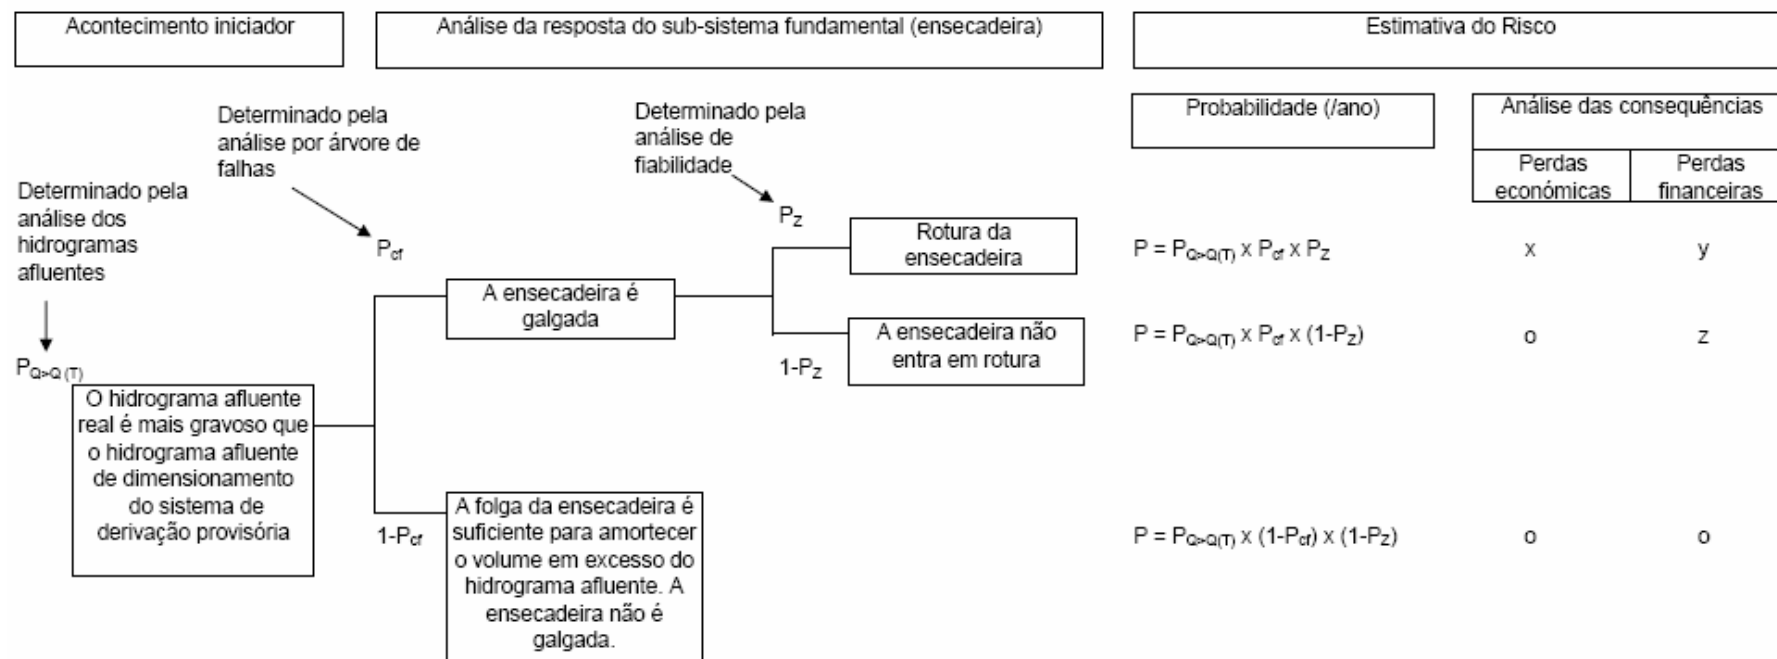 Acontecimento iniciador
Análise da resposta do sub-sistema fundamental (ensecadeira)
Estimativa do Risco
Determinado pela
análise por árvore de
falhas
Determinado pela
análise de
fiabilidade
Probabilidade (/ano)
Análise das consequências
Perdas
económicas
Perdas
financeiras
Determinado pela
análise dos
hidrogramas
afluentes
Pcf
PZ
Rotura da
ensecadeira
P = PQ>Q(T) x Pcf x PZ
x
y
A ensecadeira é
galgada
A ensecadeira não
entra em rotura
1-PZ
P = PQ>Q(T) x Pcf x (1-PZ)
o
z
PQ>Q (T)
O hidrograma afluente
real é mais gravoso que
o hidrograma afluente
de dimensionamento
do sistema de
derivação provisória
1-Pcf
A folga da ensecadeira é
suficiente para amortecer
o volume em excesso do
hidrograma afluente. A
ensecadeira não é
galgada.
P = PQ>Q(T) x (1-Pcf) x (1-PZ)
o
o